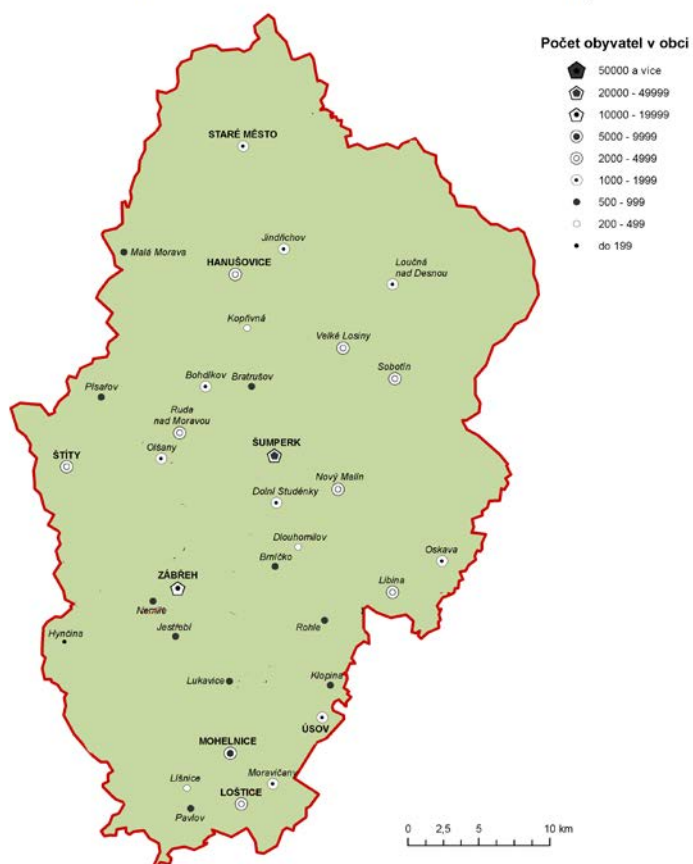 Počet obyvatel v obci
50000 a více
20000 - 49999
10000 - 19999
5000 - 9999
2000 - 4999
1000 - 1999
500 - 999
200 - 499
do 199
STARÉ MĚSTO
Jindřichov
Malá Morava
HANUŠOVICE
Loučná
nad Desnou
Kopřivná
Velké Losiny
Sobotín
Písařov
Bohdíkov
Bratrušov
Ruda
nad Moravou
ŠTÍTY
Olšany
ŠUMPERK
Nový Malín
Dolní Studénky
Dlouhomilov
Brníčko
Oskava
ZÁBŘEH
Libina
Nemile
Hynčina
Jestřebí
Rohle
Lukavice
Klopina
ÚSOV
MOHELNICE
Líšnice
Moravičany
LOŠTICE
Pavlov
0 2,5 5 10 km